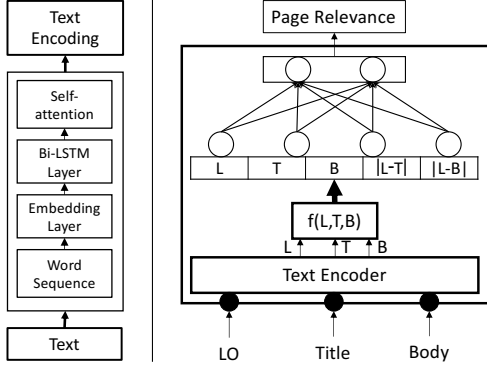 Text
Encoding
Self-
attention
Bi-LSTM
Layer
Embedding
Layer
Word
Sequence
Text
Page Relevance
L T B |L-T| |L-B|
f(L,T,B)
L T B
Text Encoder
LO Title Body